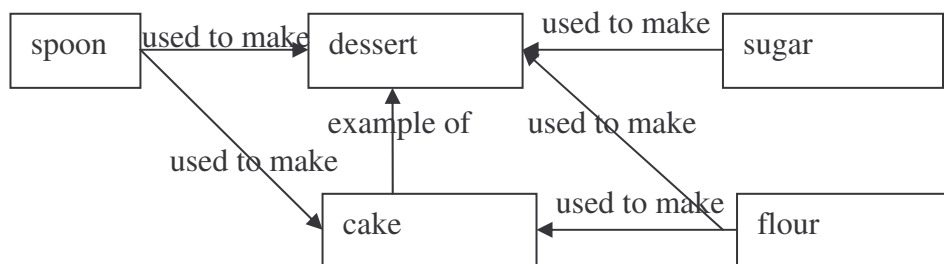 spoon
used to make
dessert
used to make
sugar
example of
used to make
used to make
cake
used to make
flour